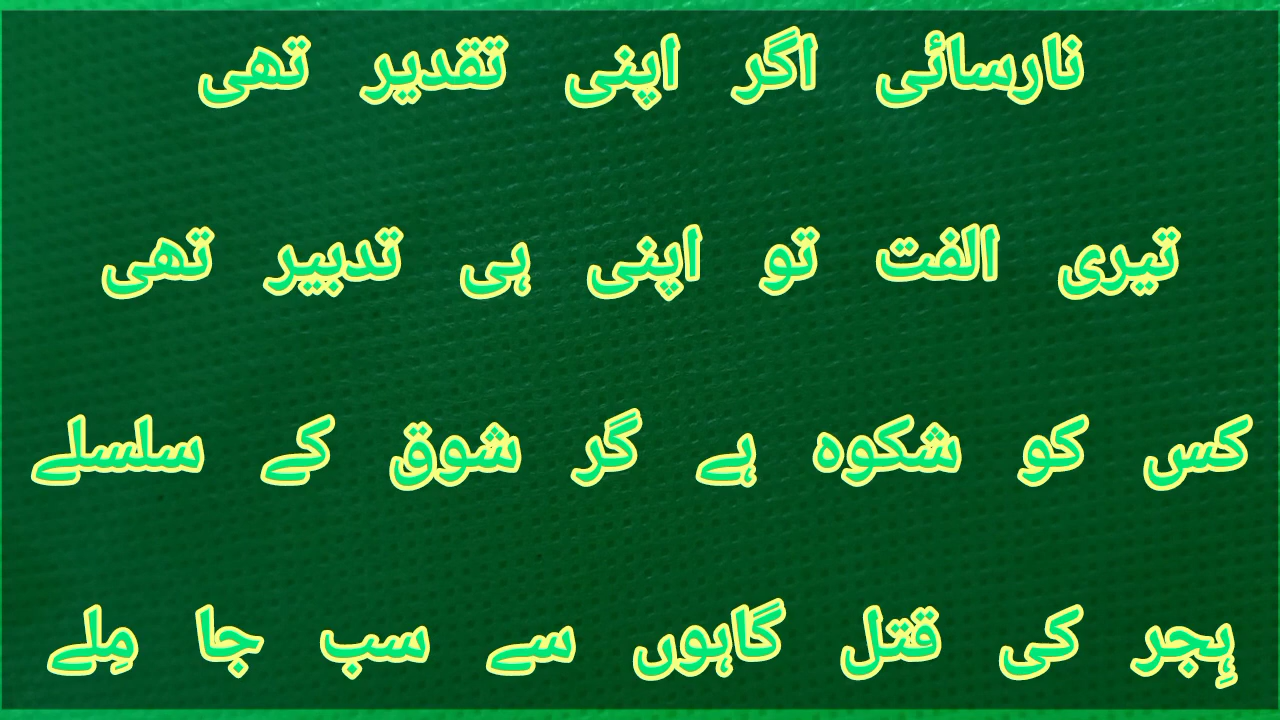 نارسائی اگر اپنی تقدیر تھی
تیری الفت تو اپنی ہی تدبیر تھی
کس کو شکوہ ہے گر شوق کے سلسلے
ہِجر کی قتل گاہوں سے سب جا مِلے